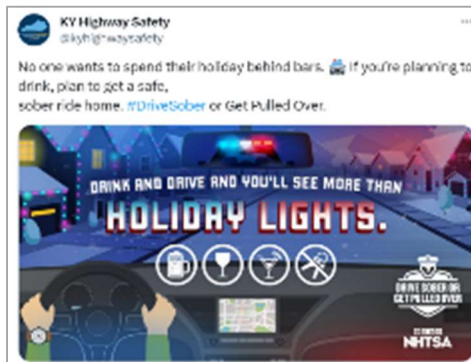 KY Highway Safety
@kyhighwaysafety
No one wants to spend their holiday behind bars. 🚔 If you're planning to
drink, plan to get a safe,
sober ride home. #DriveSober or Get Pulled Over.
DRINK AND DRIVE AND YOU'LL SEE MORE THAN
HOLIDAY LIGHTS.
DRIVE SOBER OR
GET PULLED OVER
NHTSA